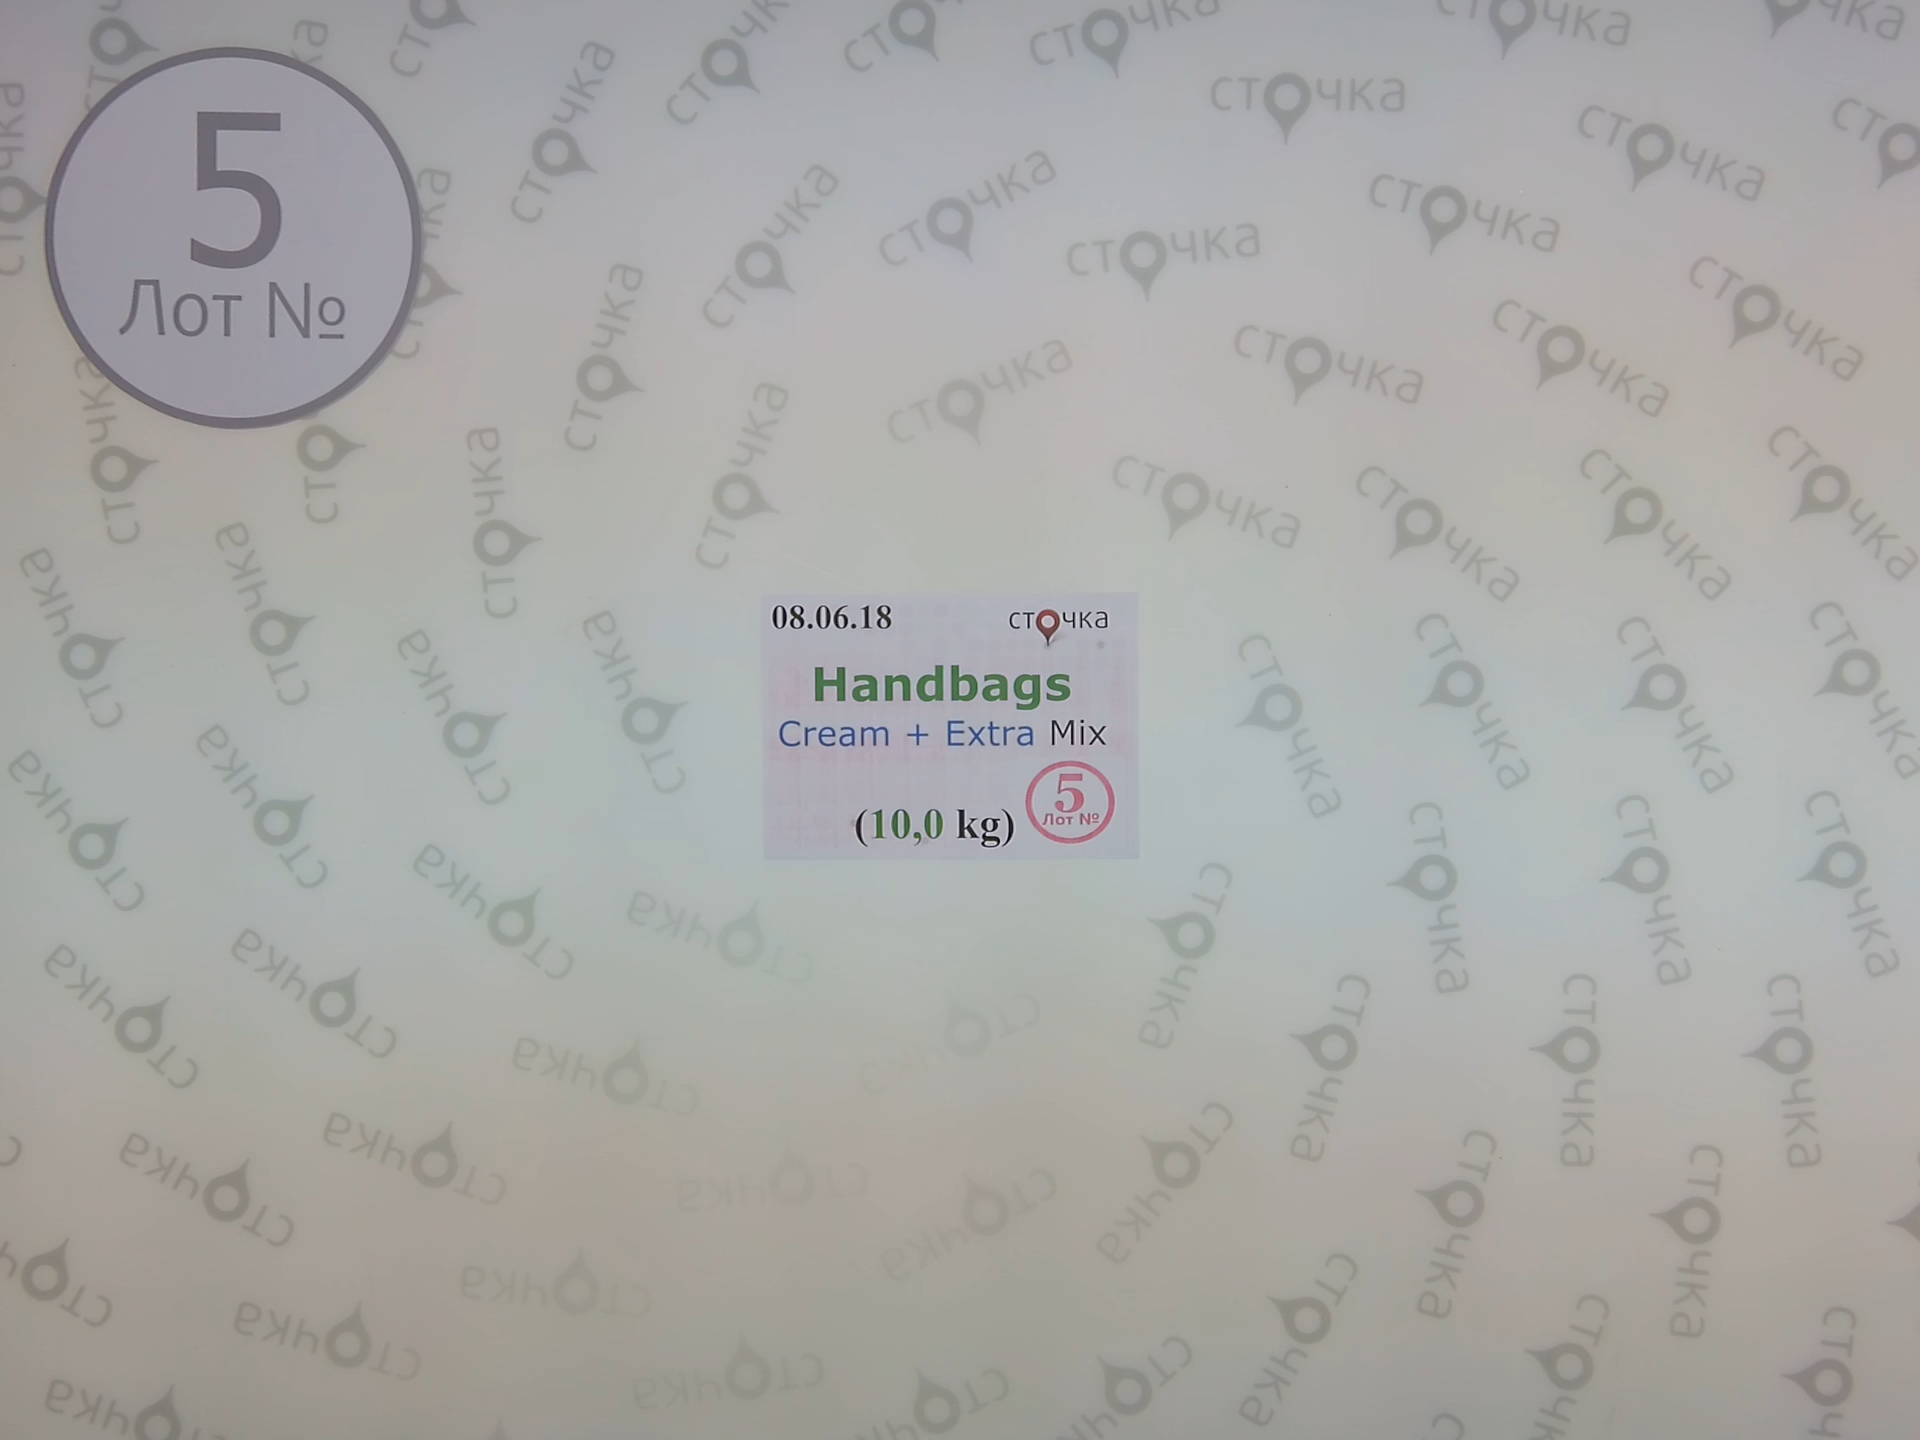 5
Лот №
08.06.18
сточка
Handbags
Cream + Extra Mix
(10,0 kg)
5
Лот №